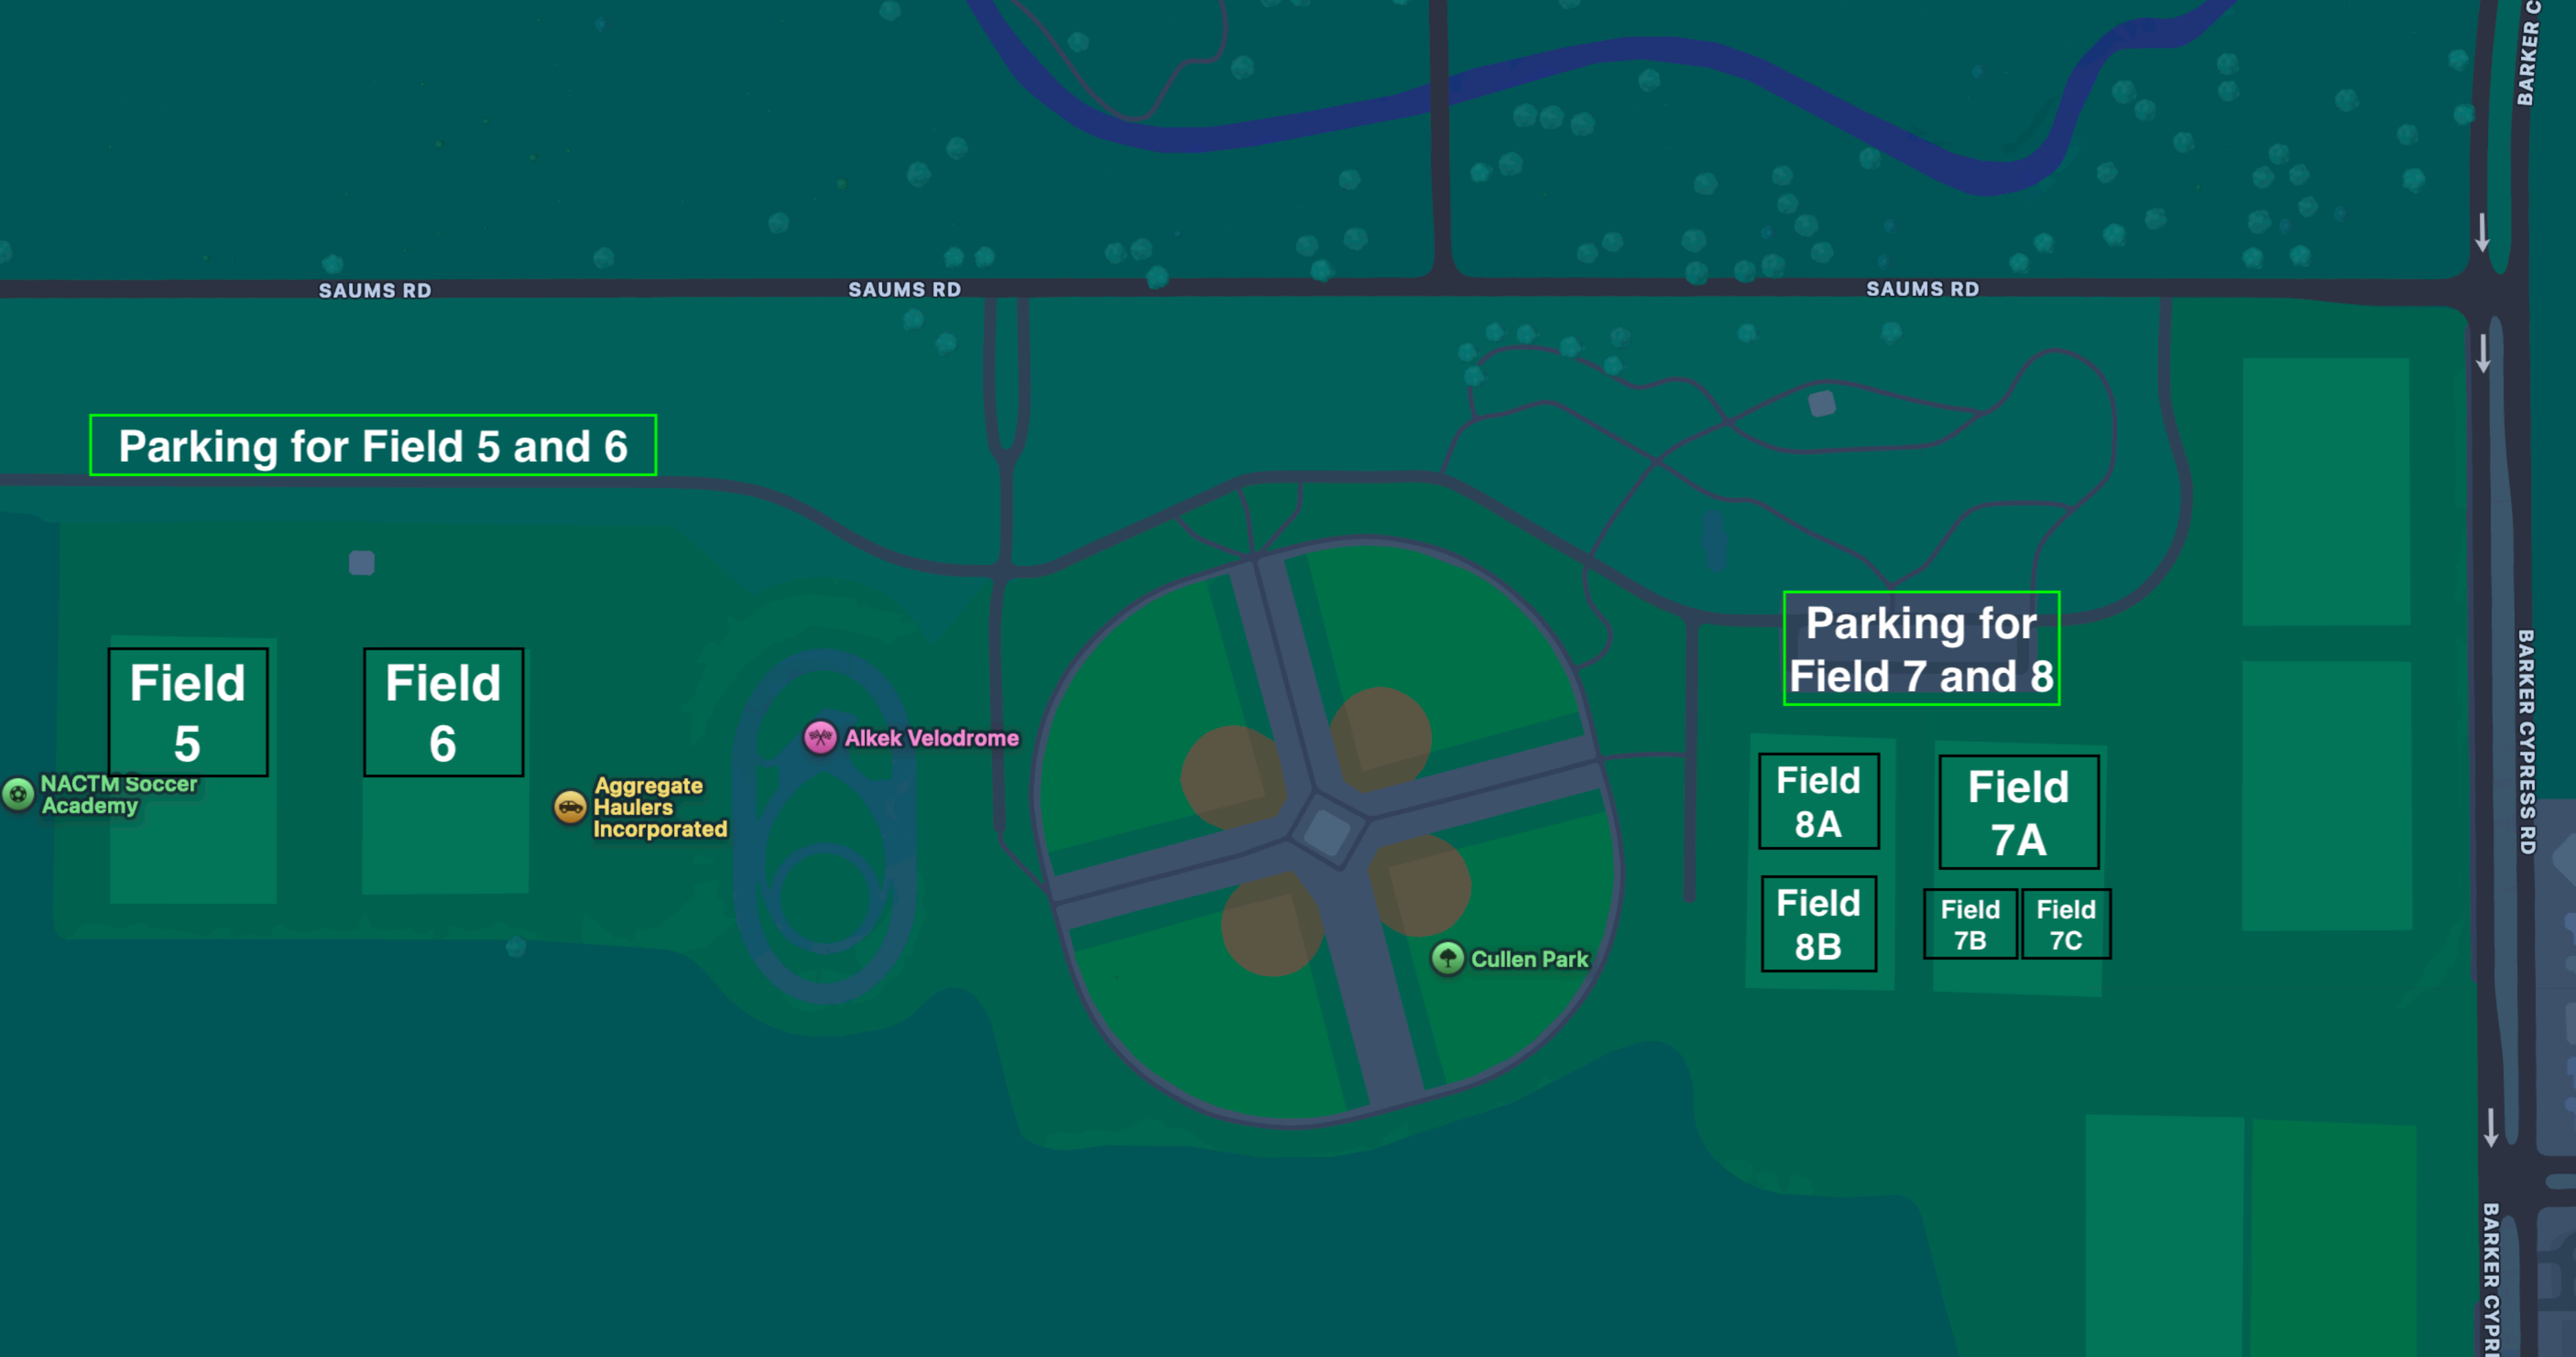 BARKER C
SAUMS RD
SAUMS RD
SAUMS RD
Parking for Field 5 and 6
Parking for
Field 7 and 8
Field
5
Field
6
Alkek Velodrome
NACTM Soccer
Academy
Aggregate
Haulers
Incorporated
Field
8A
Field
7A
Field
8B
Field
7B
Field
7C
Cullen Park
BARKER CYPRESS RD
BARKER CYPRE